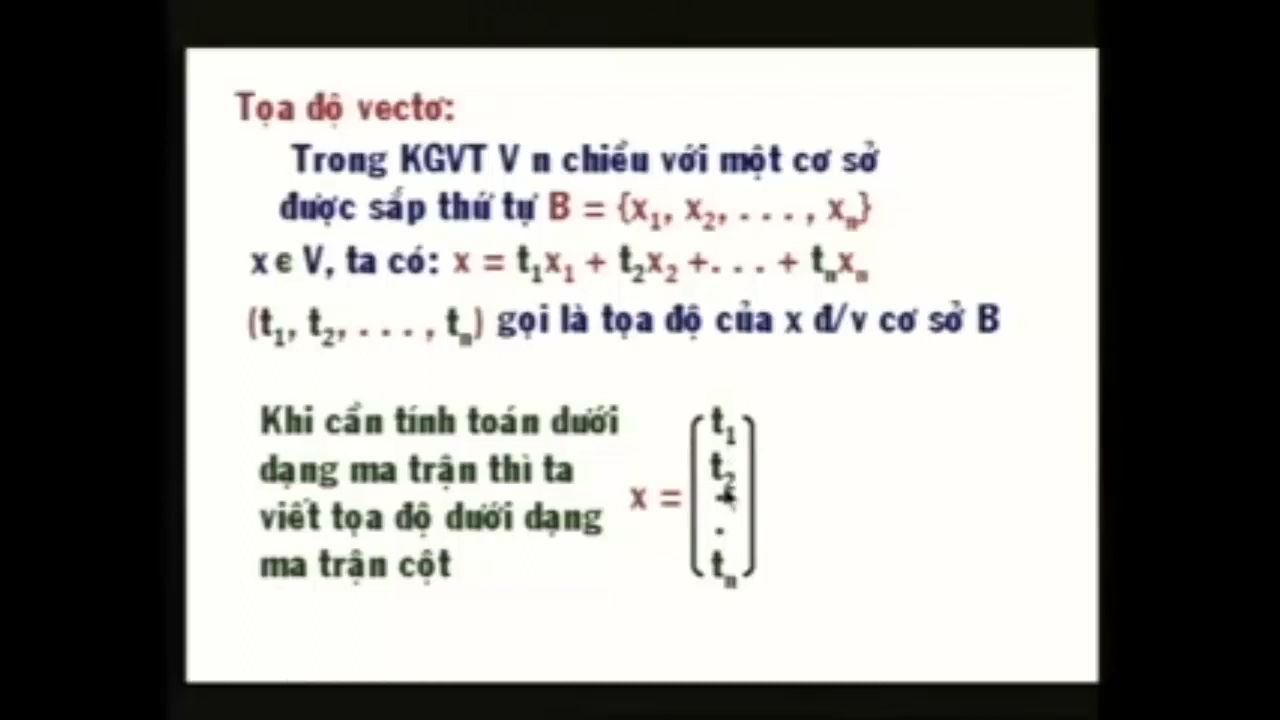 Tọa độ vectơ:
Trong KGVT V n chiều với một cơ sở
được sắp thứ tự B = {x₁, x₂, . . . , xₙ}
x ∈ V, ta có: x = t₁x₁ + t₂x₂ +. . . + tₙxₙ
(t₁, t₂, . . . , tₙ) gọi là tọa độ của x đ/v cơ sở B
Khi cần tính toán dưới
dạng ma trận thì ta
viết tọa độ dưới dạng
ma trận cột
x =
t₁
t₂
.
tₙ